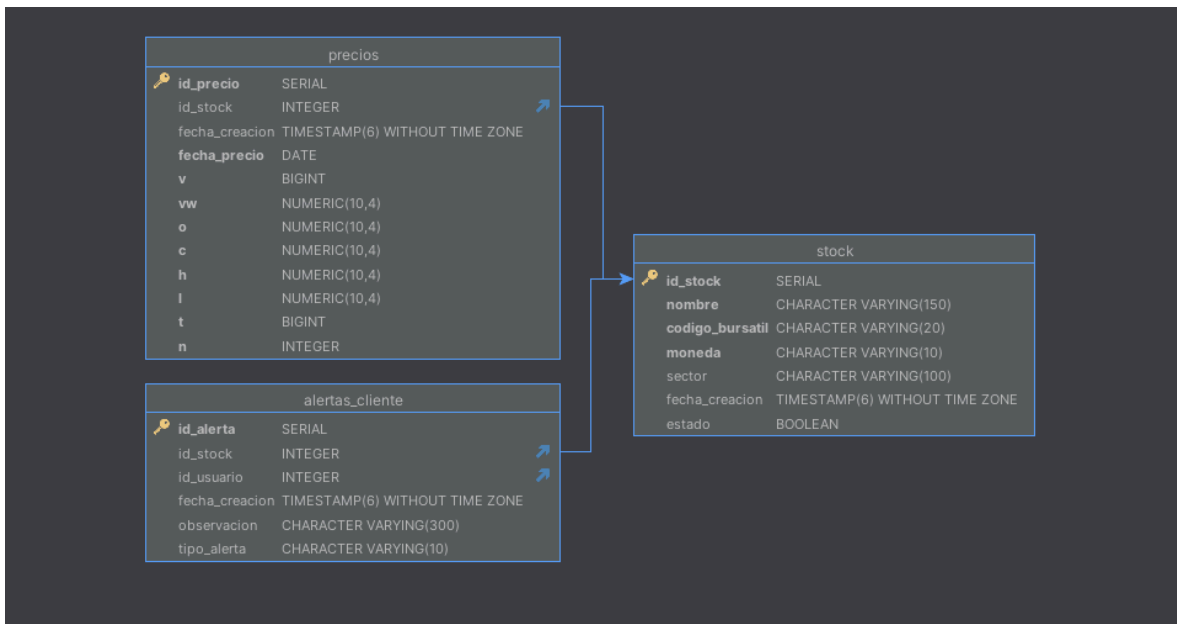 precios
id_precio SERIAL
id_stock INTEGER
fecha_creacion TIMESTAMP(6) WITHOUT TIME ZONE
fecha_precio DATE
v BIGINT
vw NUMERIC(10,4)
o NUMERIC(10,4)
c NUMERIC(10,4)
h NUMERIC(10,4)
l NUMERIC(10,4)
t BIGINT
n INTEGER
alertas_cliente
id_alerta SERIAL
id_stock INTEGER
id_usuario INTEGER
fecha_creacion TIMESTAMP(6) WITHOUT TIME ZONE
observacion CHARACTER VARYING(300)
tipo_alerta CHARACTER VARYING(10)
stock
id_stock SERIAL
nombre CHARACTER VARYING(150)
codigo_bursatil CHARACTER VARYING(20)
moneda CHARACTER VARYING(10)
sector CHARACTER VARYING(100)
fecha_creacion TIMESTAMP(6) WITHOUT TIME ZONE
estado BOOLEAN